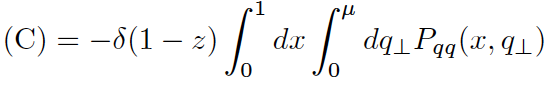 (C) = −δ(1 − z) ∫₀¹ dx ∫₀^μ dq⊥ P_qq(x, q⊥)